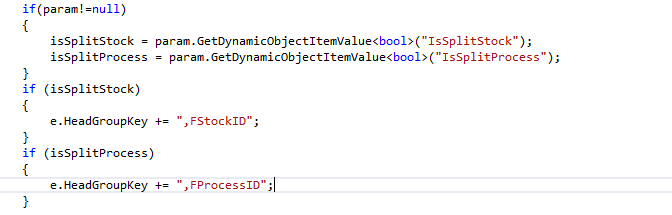 if(param!=null)
{
isSplitStock = param.GetDynamicObjectItemValue<bool>("IsSplitStock");
isSplitProcess = param.GetDynamicObjectItemValue<bool>("IsSplitProcess");
}
if (isSplitStock)
{
e.HeadGroupKey += ",FStockID";
}
if (isSplitProcess)
{
e.HeadGroupKey += ",FProcessID";
}